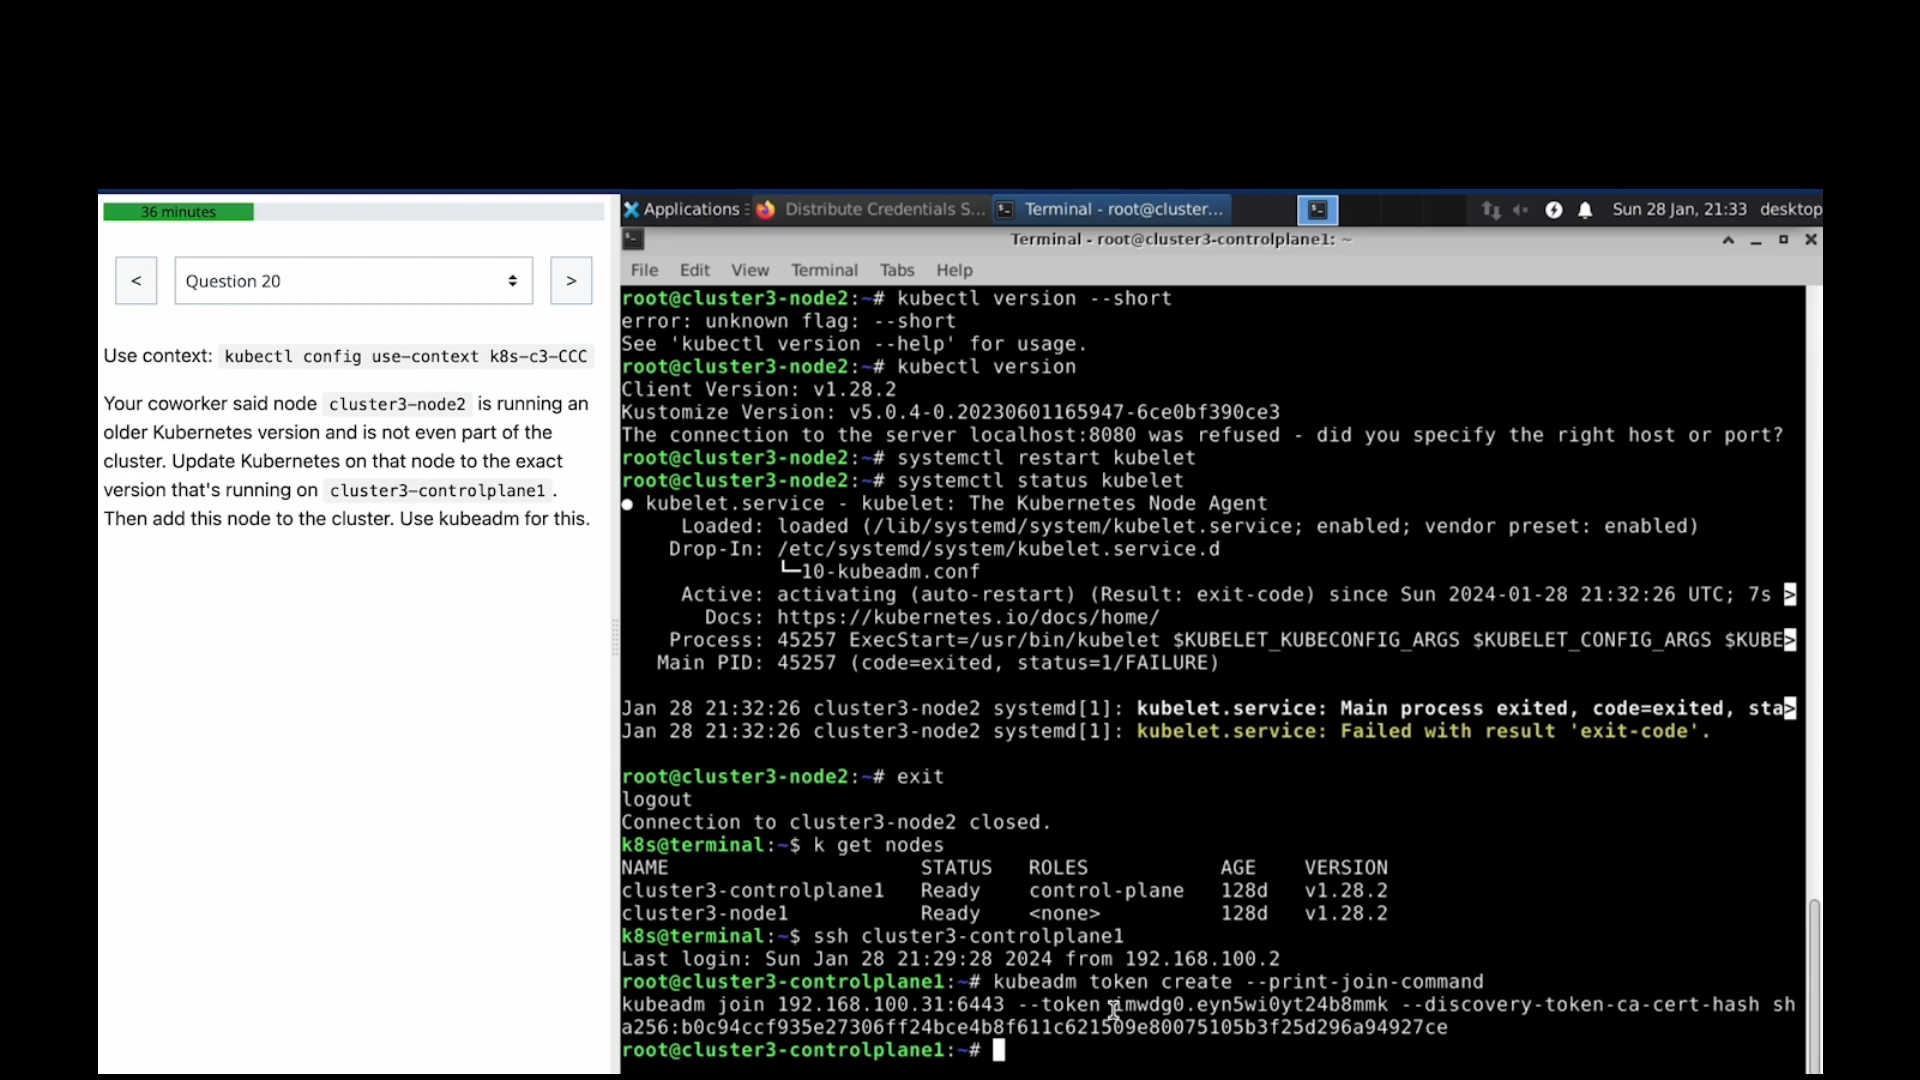 36 minutes
<
Question 20
>
Use context: kubectl config use-context k8s-c3-CCC
Your coworker said node cluster3-node2 is running an
older Kubernetes version and is not even part of the
cluster. Update Kubernetes on that node to the exact
version that's running on cluster3-controlplane1 .
Then add this node to the cluster. Use kubeadm for this.
Applications
Distribute Credentials S...
Terminal - root@cluster...
Sun 28 Jan, 21:33 desktop
Terminal - root@cluster3-controlplane1: ~
File Edit View Terminal Tabs Help
root@cluster3-node2:~# kubectl version --short
error: unknown flag: --short
See 'kubectl version --help' for usage.
root@cluster3-node2:~# kubectl version
Client Version: v1.28.2
Kustomize Version: v5.0.4-0.20230601165947-6ce0bf390ce3
The connection to the server localhost:8080 was refused - did you specify the right host or port?
root@cluster3-node2:~# systemctl restart kubelet
root@cluster3-node2:~# systemctl status kubelet
● kubelet.service - kubelet: The Kubernetes Node Agent
Loaded: loaded (/lib/systemd/system/kubelet.service; enabled; vendor preset: enabled)
Drop-In: /etc/systemd/system/kubelet.service.d
└─10-kubeadm.conf
Active: activating (auto-restart) (Result: exit-code) since Sun 2024-01-28 21:32:26 UTC; 7s >
Docs: https://kubernetes.io/docs/home/
Process: 45257 ExecStart=/usr/bin/kubelet $KUBELET_KUBECONFIG_ARGS $KUBELET_CONFIG_ARGS $KUBE>
Main PID: 45257 (code=exited, status=1/FAILURE)
Jan 28 21:32:26 cluster3-node2 systemd[1]: kubelet.service: Main process exited, code=exited, sta>
Jan 28 21:32:26 cluster3-node2 systemd[1]: kubelet.service: Failed with result 'exit-code'.
root@cluster3-node2:~# exit
logout
Connection to cluster3-node2 closed.
k8s@terminal:~$ k get nodes
NAME STATUS ROLES AGE VERSION
cluster3-controlplane1 Ready control-plane 128d v1.28.2
cluster3-node1 Ready <none> 128d v1.28.2
k8s@terminal:~$ ssh cluster3-controlplane1
Last login: Sun Jan 28 21:29:28 2024 from 192.168.100.2
root@cluster3-controlplane1:~# kubeadm token create --print-join-command
kubeadm join 192.168.100.31:6443 --token imwdg0.eyn5wi0yt24b8mmk --discovery-token-ca-cert-hash sh
a256:b0c94ccf935e27306ff24bce4b8f611c621509e80075105b3f25d296a94927ce
root@cluster3-controlplane1:~#